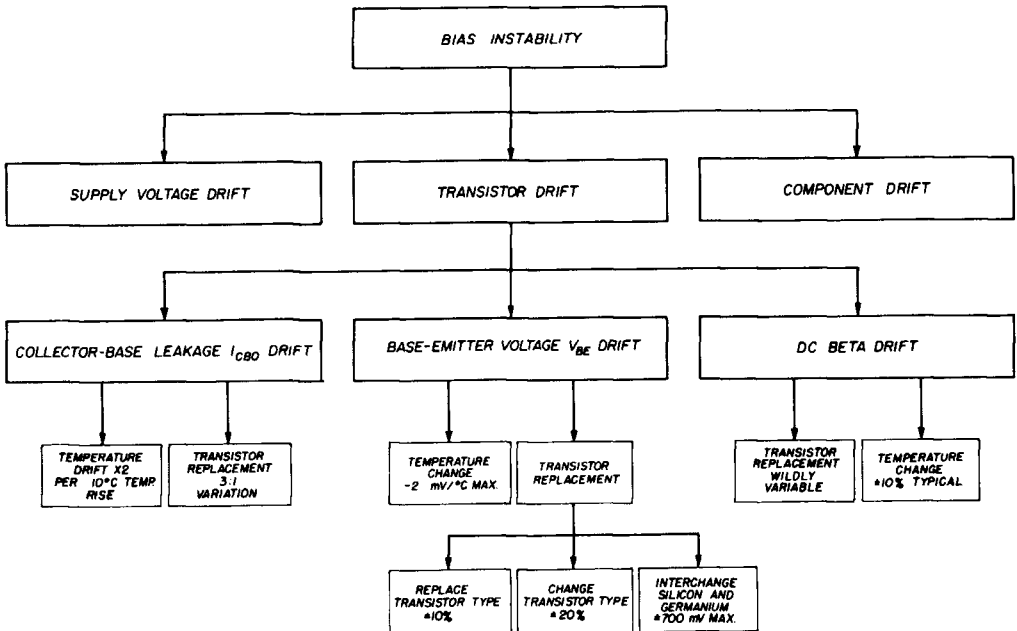 BIAS INSTABILITY
SUPPLY VOLTAGE DRIFT
TRANSISTOR DRIFT
COMPONENT DRIFT
COLLECTOR-BASE LEAKAGE I_CBO DRIFT
BASE-EMITTER VOLTAGE V_BE DRIFT
DC BETA DRIFT
TEMPERATURE
DRIFT X2
PER 10°C TEMP.
RISE
TRANSISTOR
REPLACEMENT
3:1
VARIATION
TEMPERATURE
CHANGE
-2 mV/°C MAX.
TRANSISTOR
REPLACEMENT
TRANSISTOR
REPLACEMENT
WILDLY
VARIABLE
TEMPERATURE
CHANGE
±10% TYPICAL
REPLACE
TRANSISTOR TYPE
±10%
CHANGE
TRANSISTOR TYPE
±20%
INTERCHANGE
SILICON AND
GERMANIUM
±700 mV MAX.